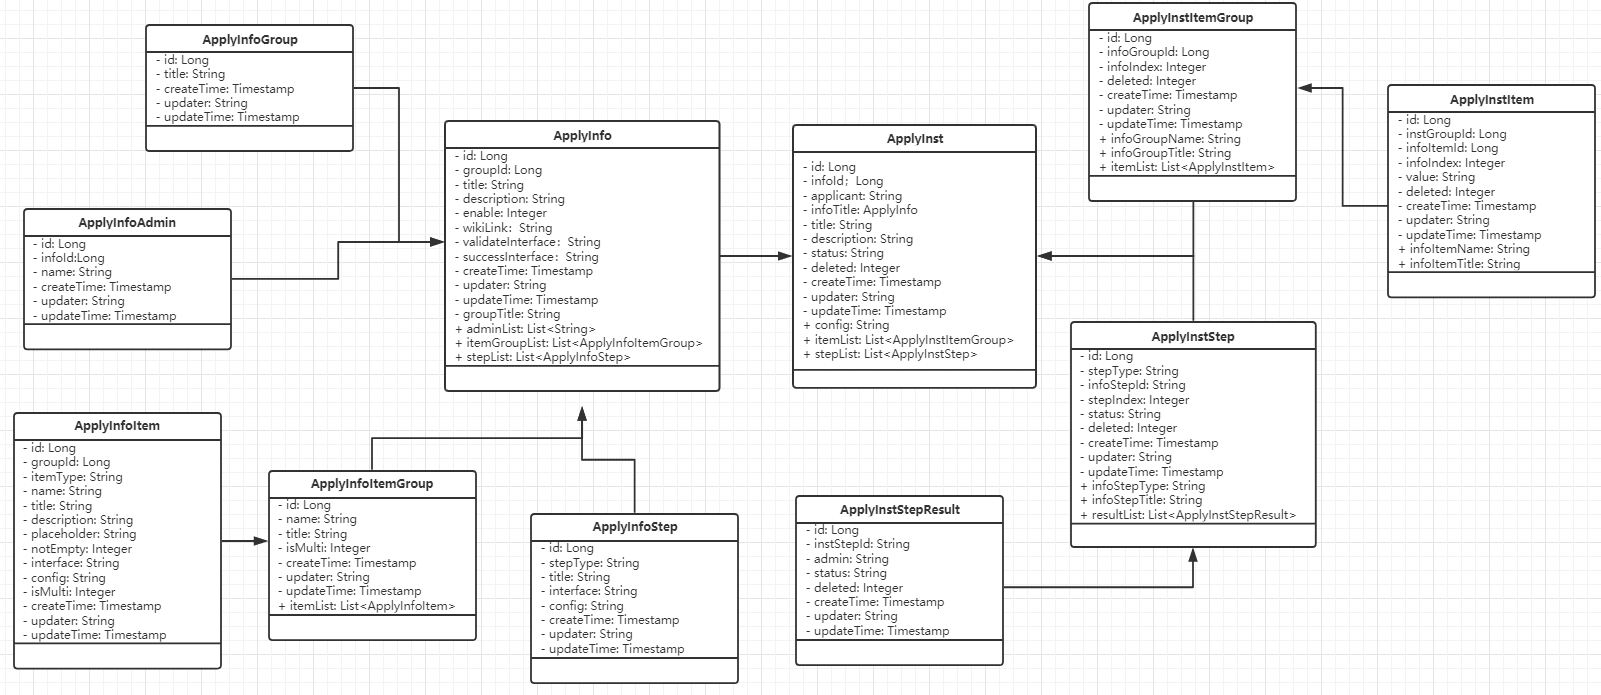 ApplyInfoGroup
- id: Long
- title: String
- createTime: Timestamp
- updater: String
- updateTime: Timestamp
ApplyInfoAdmin
- id: Long
- infoId:Long
- name: String
- createTime: Timestamp
- updater: String
- updateTime: Timestamp
ApplyInfo
- id: Long
- groupId: Long
- title: String
- description: String
- enable: Integer
- wikiLink：String
- validateInterface：String
- successInterface：String
- createTime: Timestamp
- updater: String
- updateTime: Timestamp
- groupTitle: String
+ adminList: List<String>
+ itemGroupList: List<ApplyInfoItemGroup>
+ stepList: List<ApplyInfoStep>
ApplyInst
- id: Long
- infoId；Long
- applicant: String
- infoTitle: ApplyInfo
- title: String
- description: String
- status: String
- deleted: Integer
- createTime: Timestamp
- updater: String
- updateTime: Timestamp
+ config: String
+ itemList: List<ApplyInstItemGroup>
+ stepList: List<ApplyInstStep>
ApplyInstItemGroup
- id: Long
- infoGroupId: Long
- infoIndex: Integer
- deleted: Integer
- createTime: Timestamp
- updater: String
- updateTime: Timestamp
+ infoGroupName: String
+ infoGroupTitle: String
+ itemList: List<ApplyInstItem>
ApplyInstItem
- id: Long
- instGroupId: Long
- infoItemId: Long
- infoIndex: Integer
- value: String
- deleted: Integer
- createTime: Timestamp
- updater: String
- updateTime: Timestamp
+ infoItemName: String
+ infoItemTitle: String
ApplyInfoItem
- id: Long
- groupId: Long
- itemType: String
- name: String
- title: String
- description: String
- placeholder: String
- notEmpty: Integer
- interface: String
- config: String
- isMulti: Integer
- createTime: Timestamp
- updater: String
- updateTime: Timestamp
ApplyInfoItemGroup
- id: Long
- name: String
- title: String
- isMulti: Integer
- createTime: Timestamp
- updater: String
- updateTime: Timestamp
+ itemList: List<ApplyInfoItem>
ApplyInfoStep
- id: Long
- stepType: String
- title: String
- interface: String
- config: String
- createTime: Timestamp
- updater: String
- updateTime: Timestamp
ApplyInstStepResult
- id: Long
- instStepId: String
- admin: String
- status: String
- deleted: Integer
- createTime: Timestamp
- updater: String
- updateTime: Timestamp
ApplyInstStep
- id: Long
- stepType: String
- infoStepId: String
- stepIndex: Integer
- status: String
- deleted: Integer
- createTime: Timestamp
- updater: String
- updateTime: Timestamp
+ infoStepType: String
+ infoStepTitle: String
+ resultList: List<ApplyInstStepResult>